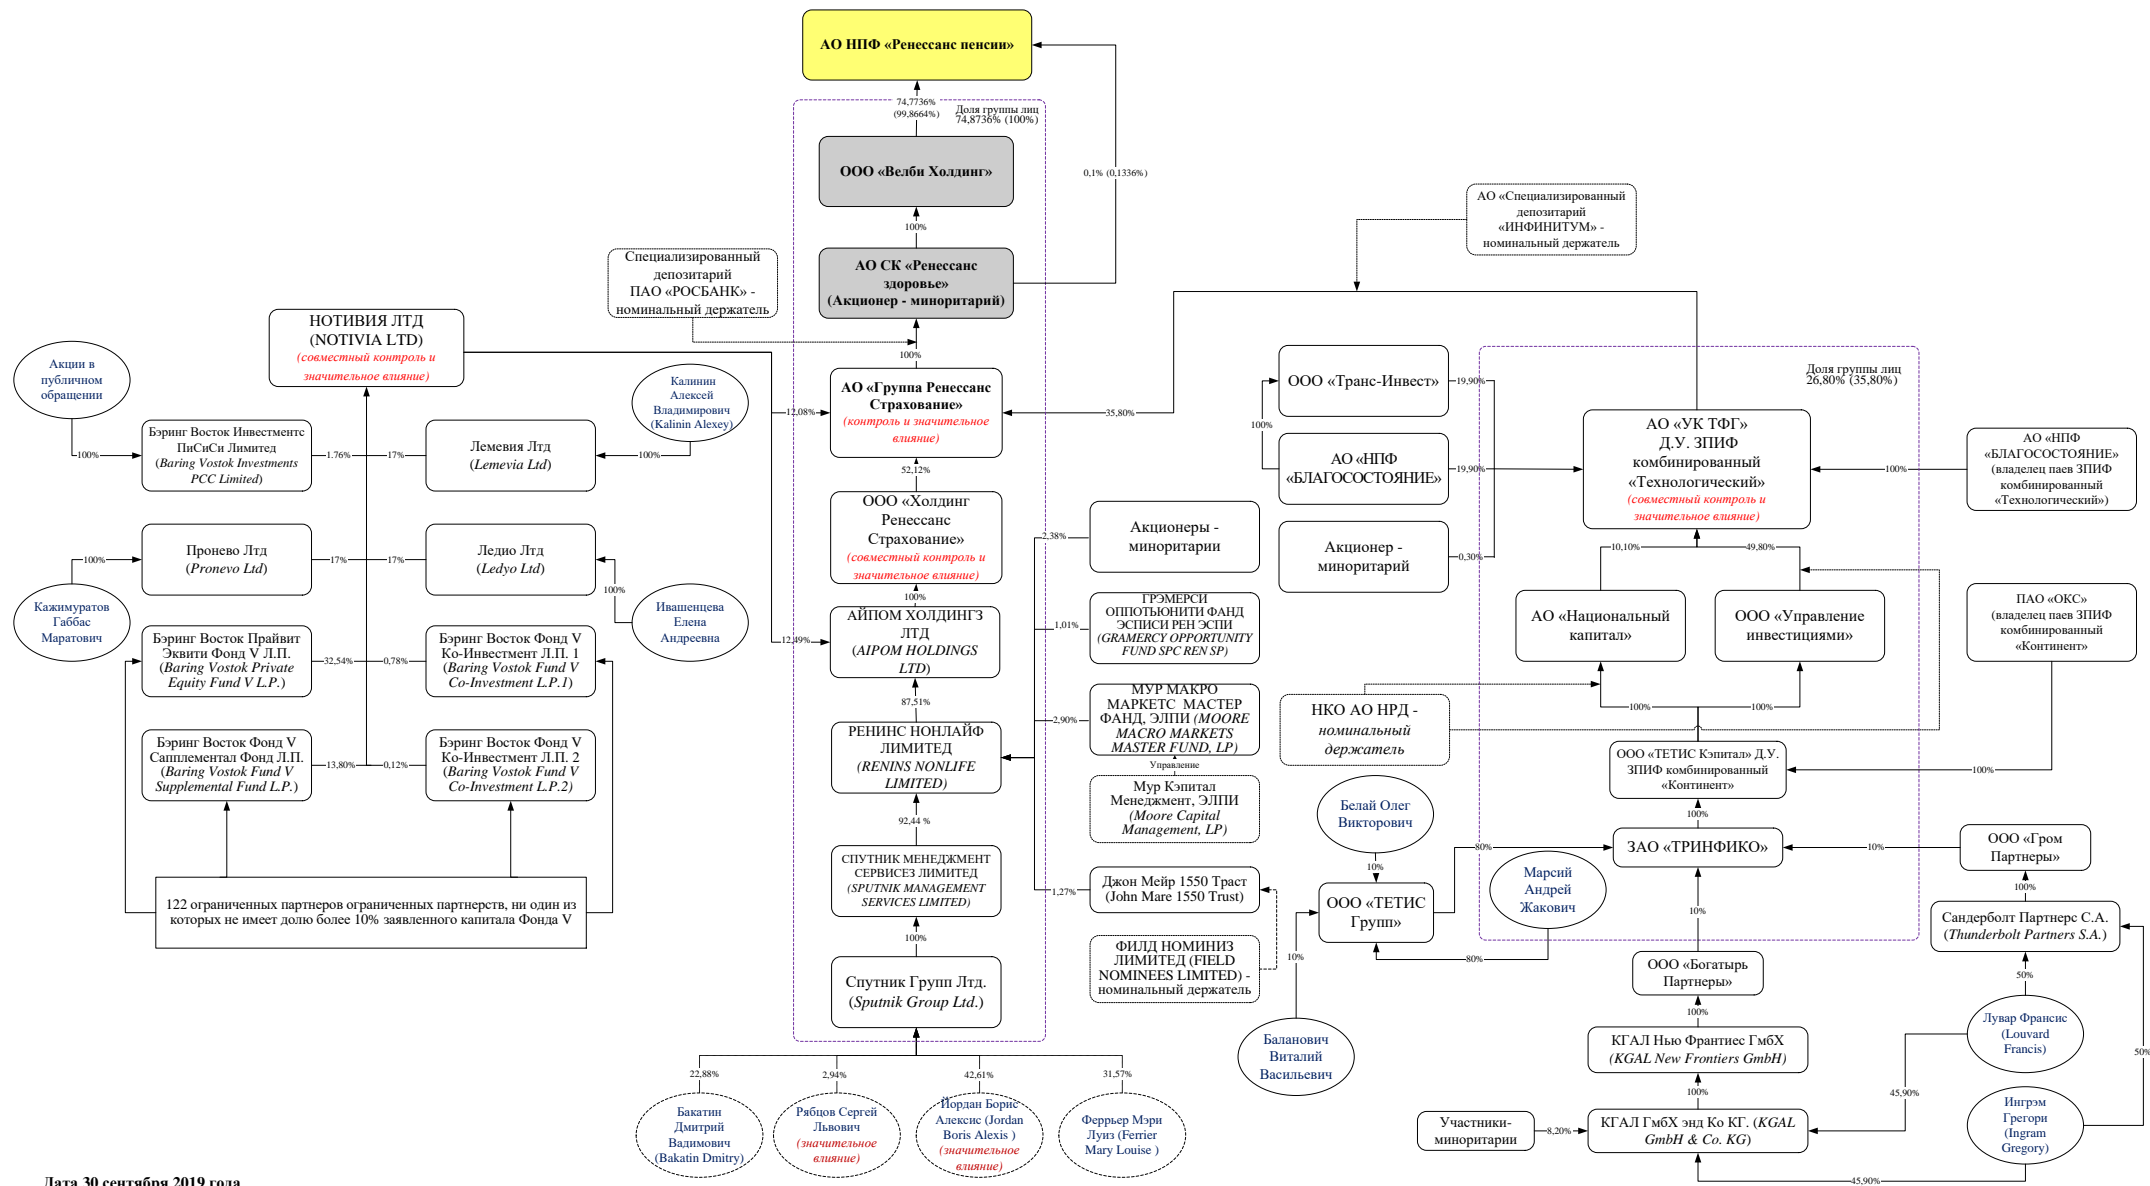 АО НПФ «Ренессанс пенсии»
74,7736%
(99,8664%)
Доля группы лиц
74,8736% (100%)
ООО «Велби Холдинг»
0,1% (0,1336%)
100%
АО «Специализированный
депозитарий
«ИНФИНИТУМ» -
номинальный держатель
Специализированный
депозитарий
ПАО «РОСБАНК» -
номинальный держатель
АО СК «Ренессанс
здоровье»
(Акционер - миноритарий)
100%
НОТИВИЯ ЛТД
(NOTIVIA LTD)
(совместный контроль и
значительное влияние)
Акции в
публичном
обращении
Калинин
Алексей
Владимирович
(Kalinin Alexey)
12,08%
АО «Группа Ренессанс
Страхование»
(контроль и значительное
влияние)
35,80%
ООО «Транс-Инвест»
19,90%
100%
АО «НПФ
«БЛАГОСОСТОЯНИЕ»
19,90%
Акционер -
миноритарий
0,30%
Доля группы лиц
26,80% (35,80%)
АО «УК ТФГ»
Д.У. ЗПИФ
комбинированный
«Технологический»
(совместный контроль и
значительное влияние)
100%
АО «НПФ
«БЛАГОСОСТОЯНИЕ»
(владелец паев ЗПИФ
комбинированный
«Технологический»)
100%
Бэринг Восток Инвестментс
ПиСиСи Лимитед
(Baring Vostok Investments
PCC Limited)
1.76%
17%
Лемевия Лтд
(Lemevia Ltd)
100%
52,12%
ООО «Холдинг
Ренессанс
Страхование»
(совместный контроль и
значительное влияние)
100%
Пронево Лтд
(Pronevo Ltd)
17%
17%
Ледио Лтд
(Ledyo Ltd)
100%
Кажимуратов
Габбас
Маратович
Ивашенцева
Елена
Андреевна
100%
12,49%
АЙПОМ ХОЛДИНГЗ
ЛТД
(AIPOM HOLDINGS
LTD)
87,51%
2,38%
Акционеры -
миноритарии
1,01%
ГРЭМЕРСИ
ОППОТЬЮНИТИ ФАНД
ЭСПИСИ РЕН ЭСПИ
(GRAMERCY OPPORTUNITY
FUND SPC REN SP)
2,90%
МУР МАКРО
МАРКЕТС МАСТЕР
ФАНД, ЭЛПИ (MOORE
MACRO MARKETS
MASTER FUND, LP)
Управление
Мур Кэпитал
Менеджмент, ЭЛПИ
(Moore Capital
Management, LP)
1,27%
Джон Мейр 1550 Траст
(John Mare 1550 Trust)
ФИЛД НОМИНИЗ
ЛИМИТЕД (FIELD
NOMINEES LIMITED) -
номинальный держатель
Бэринг Восток Прайвит
Эквити Фонд V Л.П.
(Baring Vostok Private
Equity Fund V L.P.)
32,54%
0,78%
Бэринг Восток Фонд V
Ко-Инвестмент Л.П. 1
(Baring Vostok Fund V
Co-Investment L.P.1)
Бэринг Восток Фонд V
Сапплементал Фонд Л.П.
(Baring Vostok Fund V
Supplemental Fund L.P.)
13,80%
0,12%
Бэринг Восток Фонд V
Ко-Инвестмент Л.П. 2
(Baring Vostok Fund V
Co-Investment L.P.2)
122 ограниченных партнеров ограниченных партнерств, ни один из
которых не имеет долю более 10% заявленного капитала Фонда V
РЕНИНС НОНЛАЙФ
ЛИМИТЕД
(RENINS NONLIFE
LIMITED)
92,44 %
СПУТНИК МЕНЕДЖМЕНТ
СЕРВИСЕЗ ЛИМИТЕД
(SPUTNIK MANAGEMENT
SERVICES LIMITED)
100%
Спутник Групп Лтд.
(Sputnik Group Ltd.)
22,88%
2,94%
42,61%
31,57%
Бакатин
Дмитрий
Вадимович
(Bakatin Dmitry)
Рябцов Сергей
Львович
(значительное
влияние)
Йордан Борис
Алексис (Jordan
Boris Alexis )
(значительное
влияние)
Феррьер Мэри
Луиз (Ferrier
Mary Louise )
10,10%
49,80%
АО «Национальный
капитал»
ООО «Управление
инвестициями»
ПАО «ОКС»
(владелец паев ЗПИФ
комбинированный
«Континент»
НКО АО НРД -
номинальный
держатель
100%
100%
ООО «ТЕТИС Кэпитал» Д.У.
ЗПИФ комбинированный
«Континент»
100%
100%
Белай Олег
Викторович
10%
80%
ЗАО «ТРИНФИКО»
10%
ООО «Гром
Партнеры»
100%
ООО «ТЕТИС
Групп»
Марсий
Андрей
Жакович
80%
10%
10%
Сандерболт Партнерс С.А.
(Thunderbolt Partners S.A.)
50%
50%
Баланович
Виталий
Васильевич
ООО «Богатырь
Партнеры»
100%
КГАЛ Нью Франтиес ГмбХ
(KGAL New Frontiers GmbH)
100%
Лувар Франсис
(Louvard
Francis)
45,90%
Участники-
миноритарии
8,20%
КГАЛ ГмбХ энд Ко КГ. (KGAL
GmbH & Co. KG)
Ингрэм
Грегори
(Ingram
Gregory)
45,90%
Дата 30 сентября 2019 года